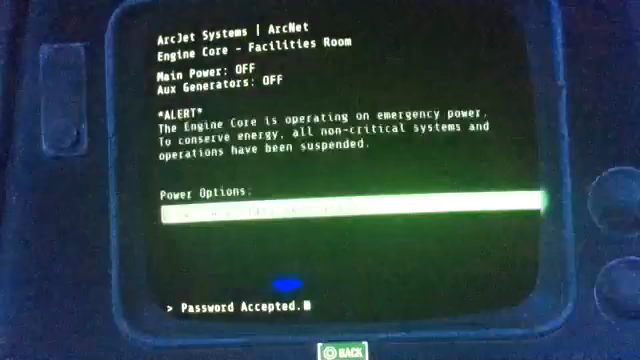 ArcJet Systems | ArcNet
Engine Core - Facilities Room
Main Power: OFF
Aux Generators: OFF
*ALERT*
The Engine Core is operating on emergency power.
To conserve energy, all non-critical systems and
operations have been suspended.
Power Options:
> Password Accepted.
BACK